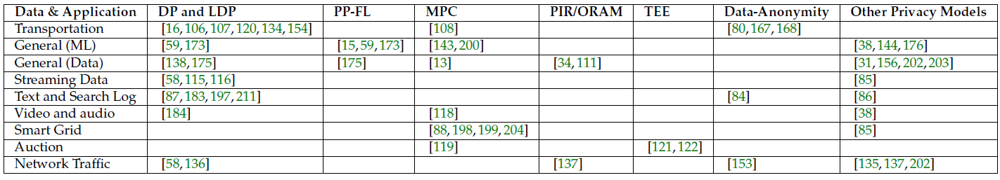 Data & Application DP and LDP PP-FL MPC PIR/ORAM TEE Data-Anonymity Other Privacy Models
Transportation [16,106,107,120,134,154] [108] [80,167,168]
General (ML) [59,173] [15,59,173] [143,200] [38,144,176]
General (Data) [138,175] [175] [13] [34,111] [31,156,202,203]
Streaming Data [58,115,116] [85]
Text and Search Log [87,183,197,211] [84] [86]
Video and audio [184] [118] [38]
Smart Grid [88,198,199,204] [85]
Auction [119] [121,122]
Network Traffic [58,136] [137] [153] [135,137,202]